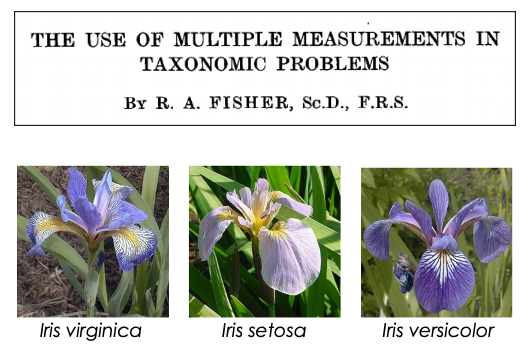 THE USE OF MULTIPLE MEASUREMENTS IN
TAXONOMIC PROBLEMS
By R. A. FISHER, Sc.D., F.R.S.
Iris virginica
Iris setosa
Iris versicolor